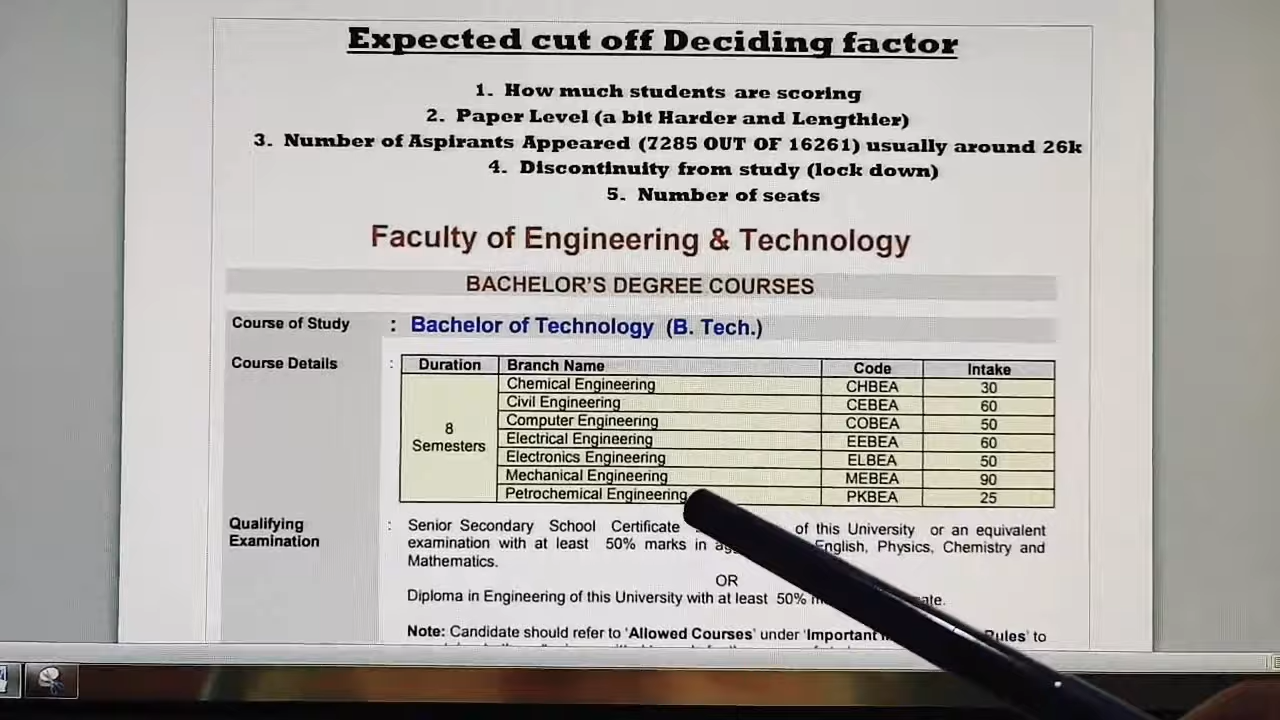 Expected cut off Deciding factor
1. How much students are scoring
2. Paper Level (a bit Harder and Lengthier)
3. Number of Aspirants Appeared (7285 OUT OF 16261) usually around 26k
4. Discontinuity from study (lock down)
5. Number of seats
Faculty of Engineering & Technology
BACHELOR'S DEGREE COURSES
Course of Study : Bachelor of Technology (B. Tech.)
Course Details :
Duration Branch Name Code Intake
8 Semesters
Chemical Engineering CHBEA 30
Civil Engineering CEBEA 60
Computer Engineering COBEA 50
Electrical Engineering EEBEA 60
Electronics Engineering ELBEA 50
Mechanical Engineering MEBEA 90
Petrochemical Engineering PKBEA 25
Qualifying Examination : Senior Secondary School Certificate of this University or an equivalent
examination with at least 50% marks in English, Physics, Chemistry and
Mathematics.
OR
Diploma in Engineering of this University with at least 50%
Note: Candidate should refer to 'Allowed Courses' under 'Important Rules' to